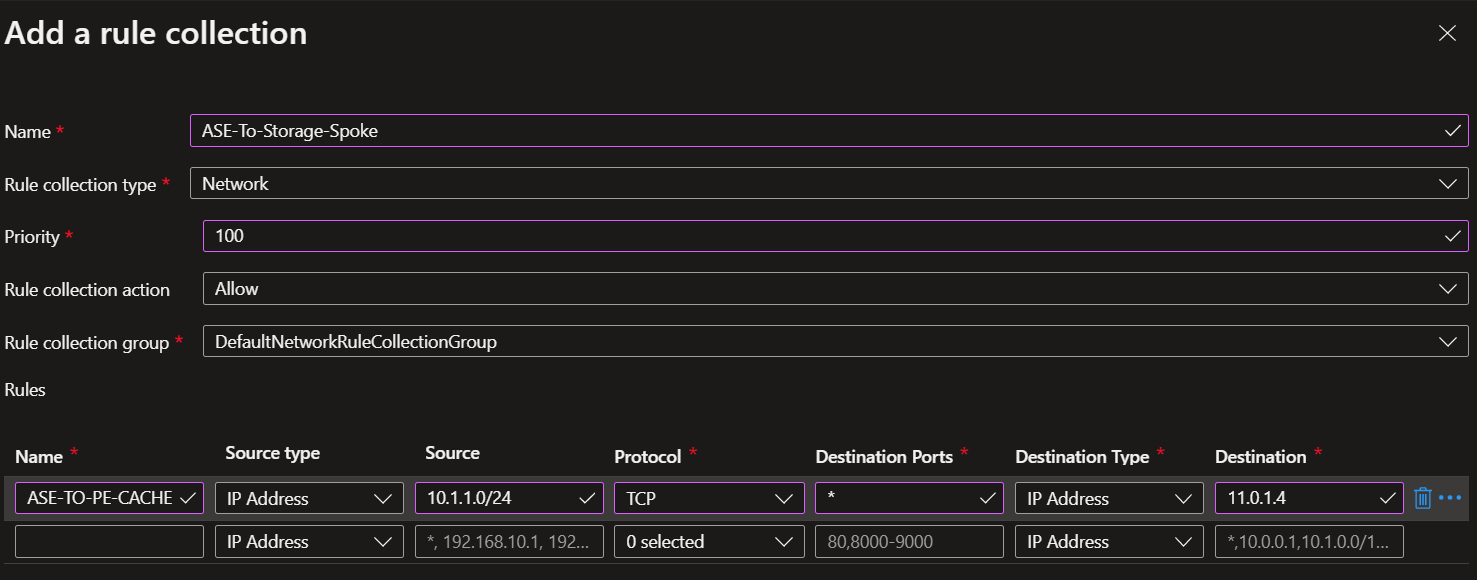 Add a rule collection
Name *
ASE-To-Storage-Spoke
Rule collection type *
Network
Priority *
100
Rule collection action
Allow
Rule collection group *
DefaultNetworkRuleCollectionGroup
Rules
Name * Source type Source Protocol * Destination Ports * Destination Type * Destination *
ASE-TO-PE-CACHE IP Address 10.1.1.0/24 TCP * IP Address 11.0.1.4
IP Address *, 192.168.10.1, 192... 0 selected 80,8000-9000 IP Address *,10.0.0.1,10.1.0.0/1...